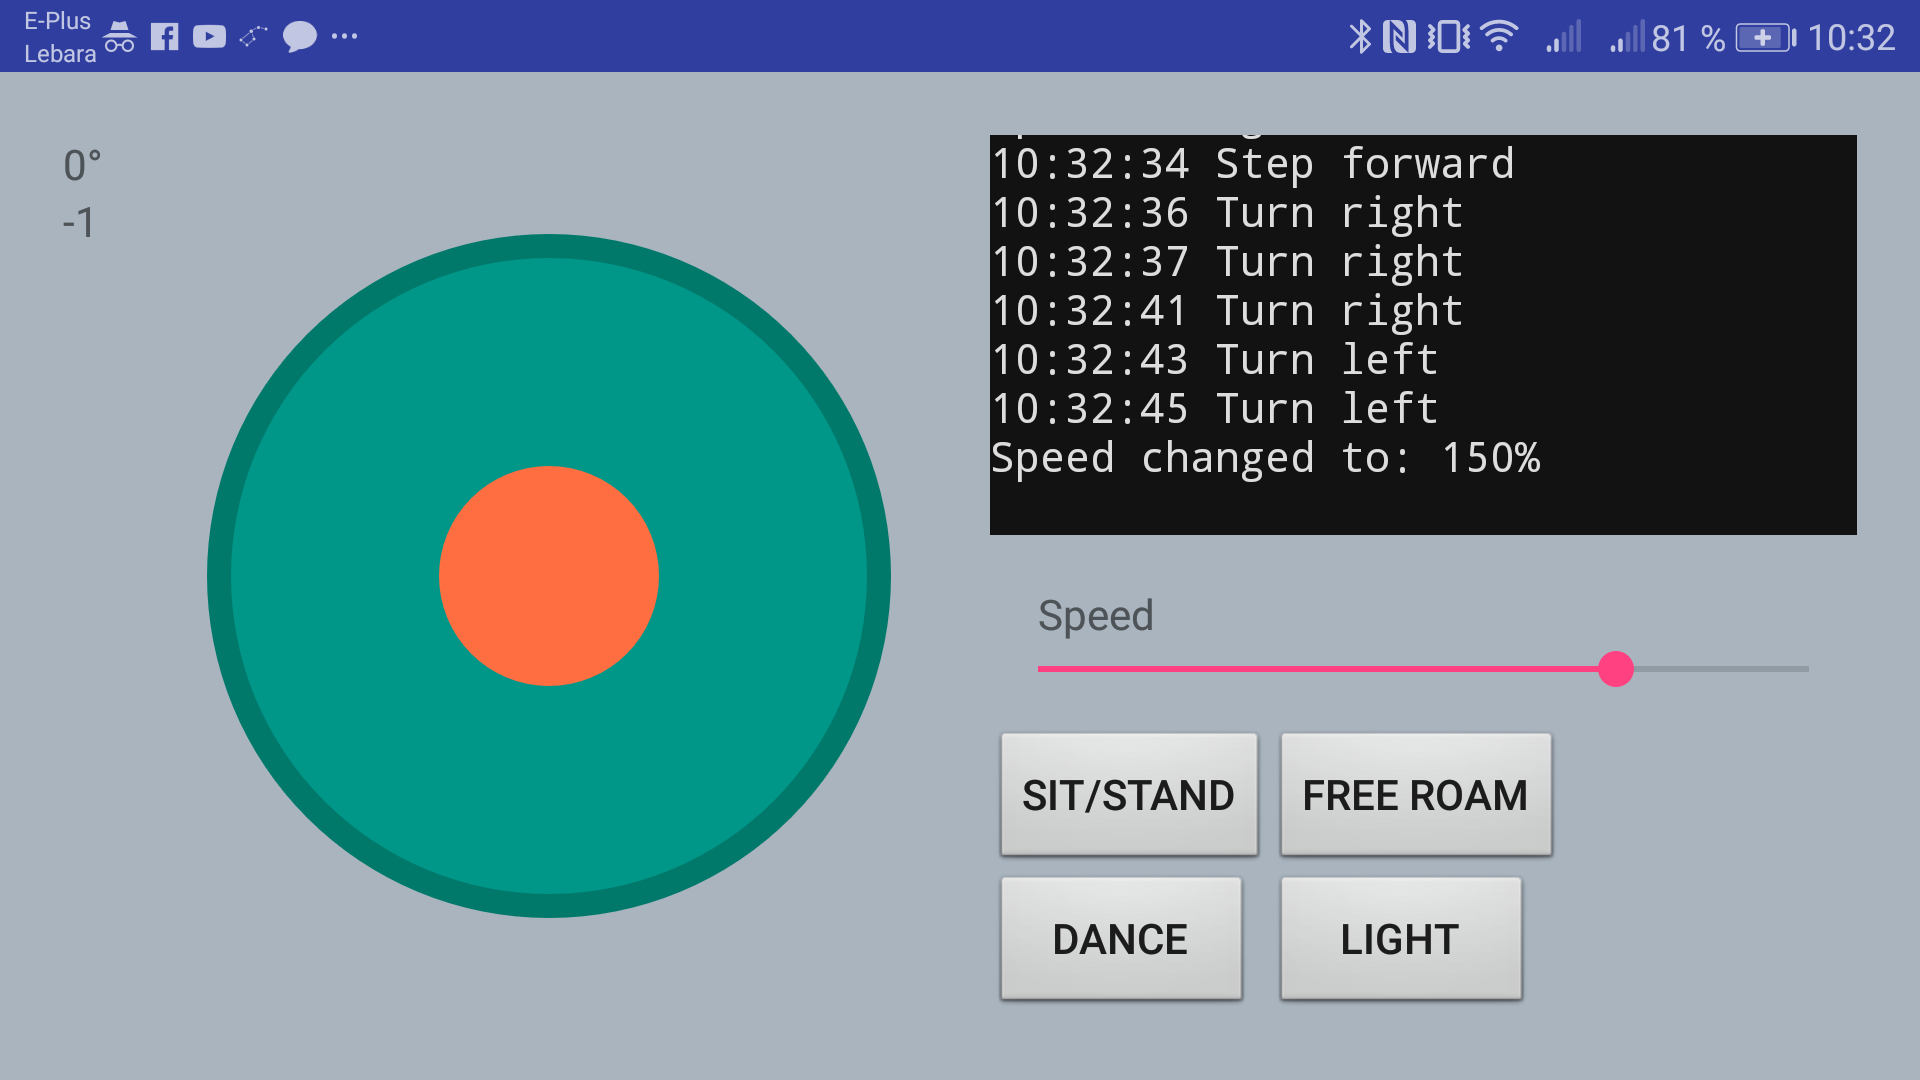 E-Plus
Lebara
81 % 10:32
0°
-1
10:32:34 Step forward
10:32:36 Turn right
10:32:37 Turn right
10:32:41 Turn right
10:32:43 Turn left
10:32:45 Turn left
Speed changed to: 150%
Speed
SIT/STAND FREE ROAM
DANCE LIGHT